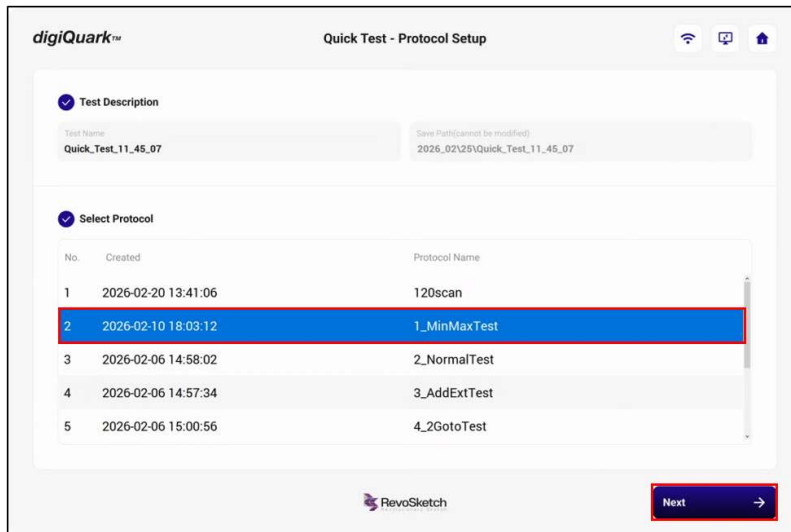 digiQuark™
Quick Test - Protocol Setup
Test Description
Test Name
Quick_Test_11_45_07
Save Path(cannot be modified)
2026_02\25\Quick_Test_11_45_07
Select Protocol
No. Created Protocol Name
1 2026-02-20 13:41:06 120scan
2 2026-02-10 18:03:12 1_MinMaxTest
3 2026-02-06 14:58:02 2_NormalTest
4 2026-02-06 14:57:34 3_AddExtTest
5 2026-02-06 15:00:56 4_2GotoTest
RevoSketch
Next